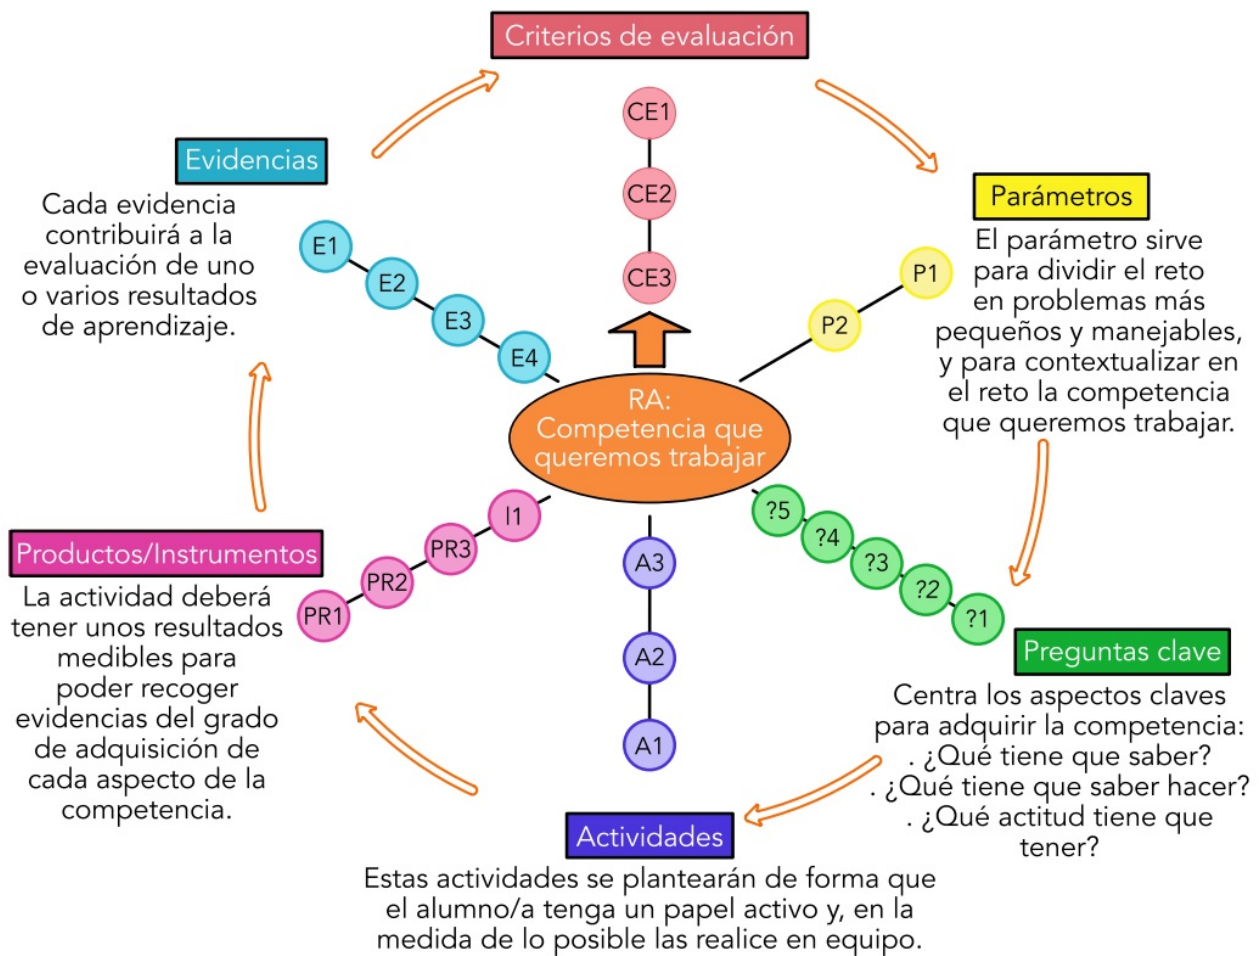 Criterios de evaluación
CE1
CE2
CE3
Evidencias
Cada evidencia
contribuirá a la
evaluación de uno
o varios resultados
de aprendizaje.
E1
E2
E3
E4
Parámetros
El parámetro sirve
para dividir el reto
en problemas más
pequeños y manejables,
y para contextualizar en
el reto la competencia
que queremos trabajar.
P1
P2
RA:
Competencia que
queremos trabajar
Productos/Instrumentos
La actividad deberá
tener unos resultados
medibles para
poder recoger
evidencias del grado
de adquisición de
cada aspecto de la
competencia.
I1
PR3
PR2
PR1
A3
A2
A1
?5
?4
?3
?2
?1
Preguntas clave
Centra los aspectos claves
para adquirir la competencia:
. ¿Qué tiene que saber?
. ¿Qué tiene que saber hacer?
. ¿Qué actitud tiene que
tener?
Actividades
Estas actividades se plantearán de forma que
el alumno/a tenga un papel activo y, en la
medida de lo posible las realice en equipo.